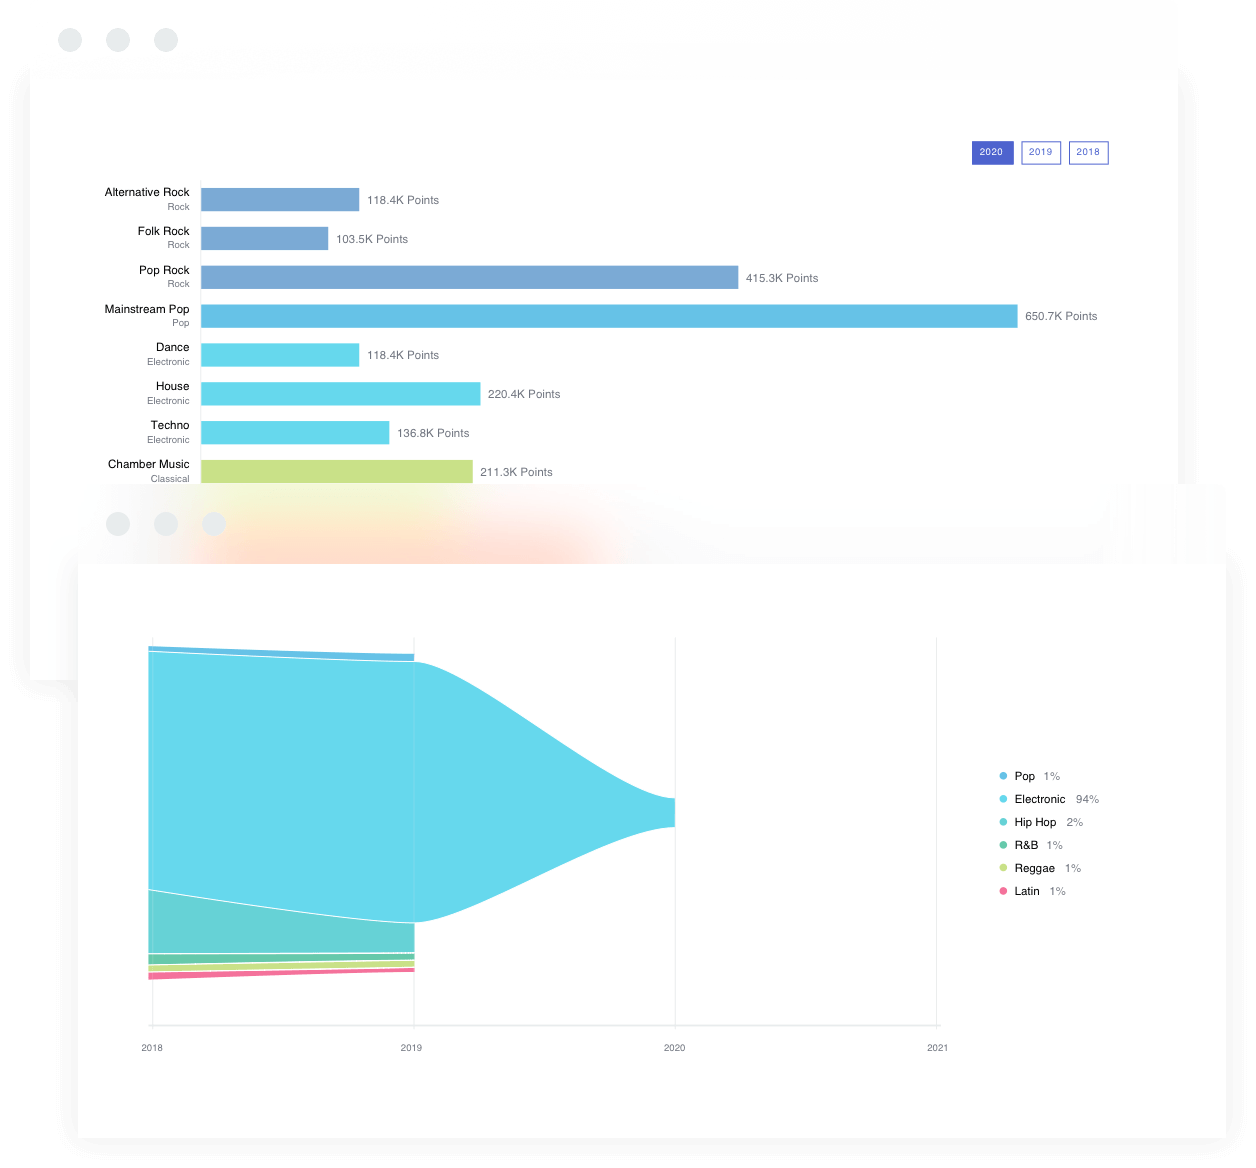 2020 2019 2018
Alternative Rock
Rock
118.4K Points
Folk Rock
Rock
103.5K Points
Pop Rock
Rock
415.3K Points
Mainstream Pop
Pop
650.7K Points
Dance
Electronic
118.4K Points
House
Electronic
220.4K Points
Techno
Electronic
136.8K Points
Chamber Music
Classical
211.3K Points
Pop 1%
Electronic 94%
Hip Hop 2%
R&B 1%
Reggae 1%
Latin 1%
2018 2019 2020 2021